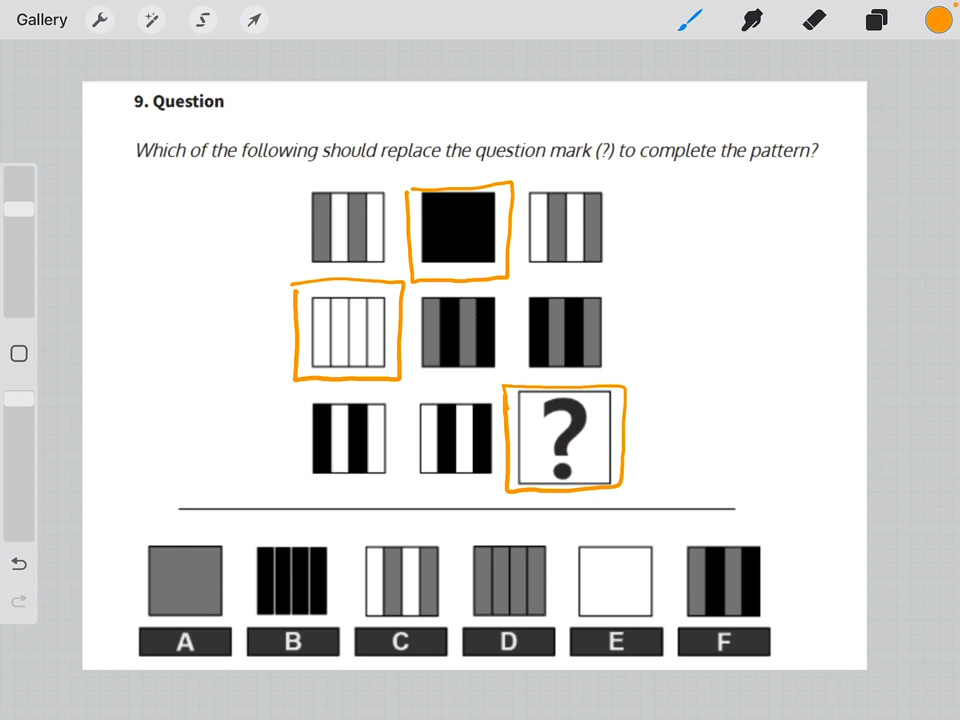 Gallery
9. Question
Which of the following should replace the question mark (?) to complete the pattern?
?
A B C D E F